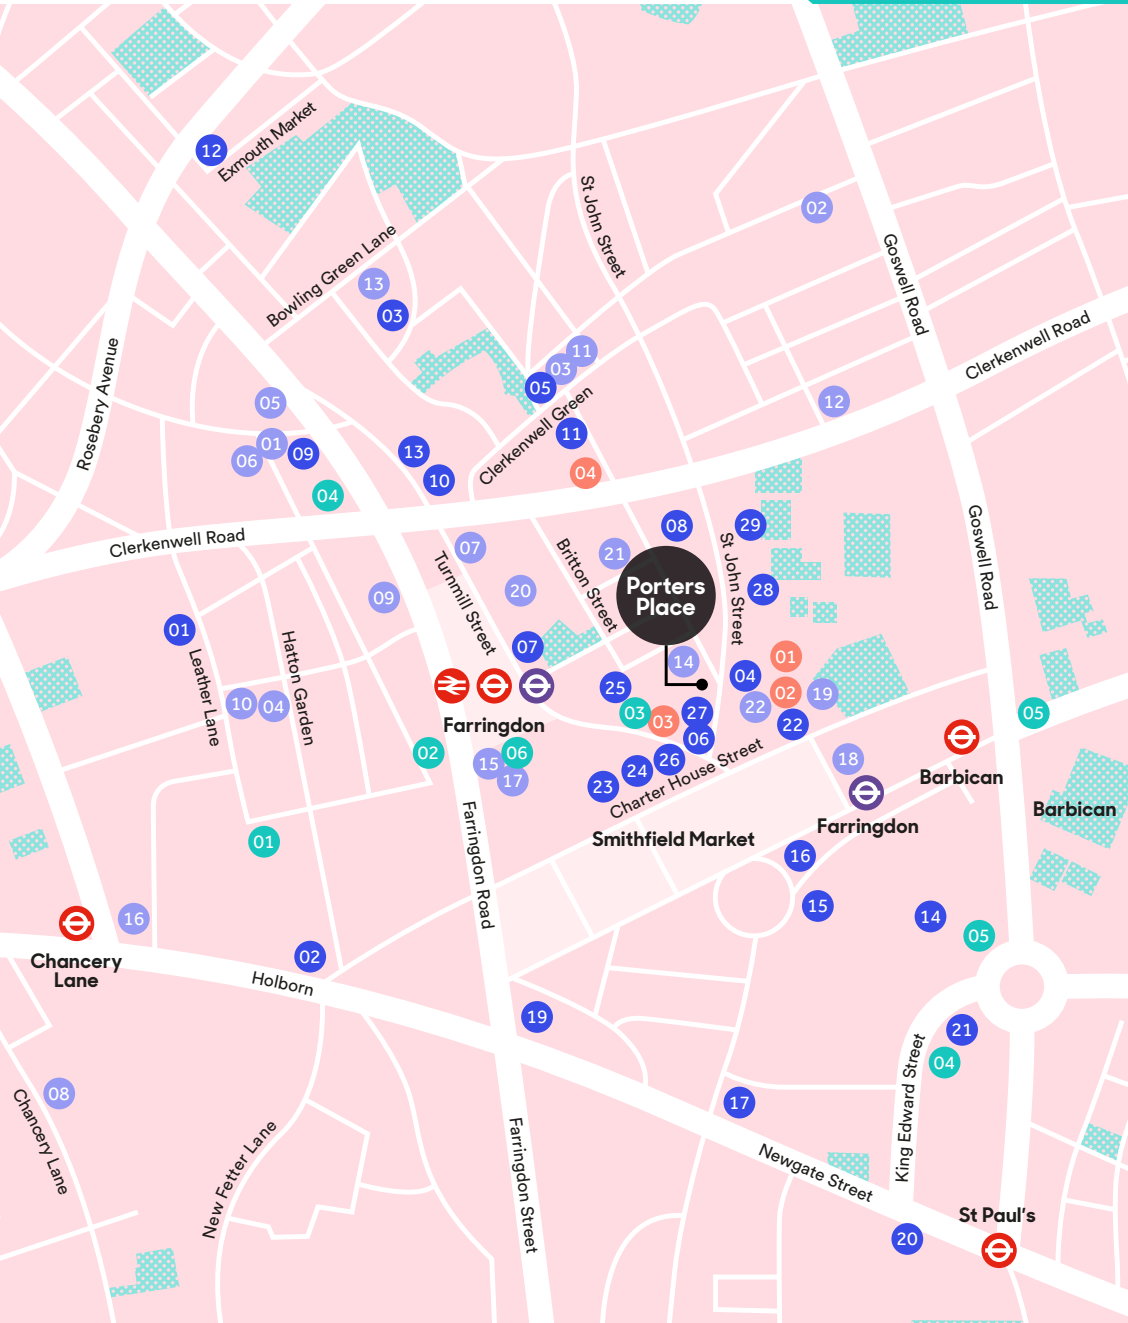 12
Exmouth Market
St John Street
02
Bowling Green Lane
13
03
Goswell Road
Clerkenwell Road
Rosebery Avenue
11
03
05
05
Clerkenwell Green
12
01
06
09
13
11
10
04
04
Clerkenwell Road
07
Turnmill Street
Britton Street
21
08
29
St John Street
Goswell Road
Porters
Place
28
09
20
01
Leather Lane
Hatton Garden
07
14
01
10
04
25
04
02
19
22
22
03
03
27
06
05
Farringdon
02
15
06
17
23
24
26
Charter House Street
18
Barbican
Barbican
Farringdon
Smithfield Market
01
Farringdon Road
16
15
14
05
16
Chancery
Lane
02
Holborn
19
21
04
08
Chancery Lane
New Fetter Lane
Farringdon Street
17
King Edward Street
Newgate Street
St Paul's
20